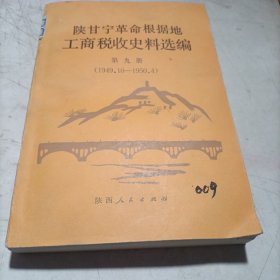 陕甘宁革命根据地
工商税收史料选编
第九册
(1949.10—1950.4)
009
陕西人民出版社